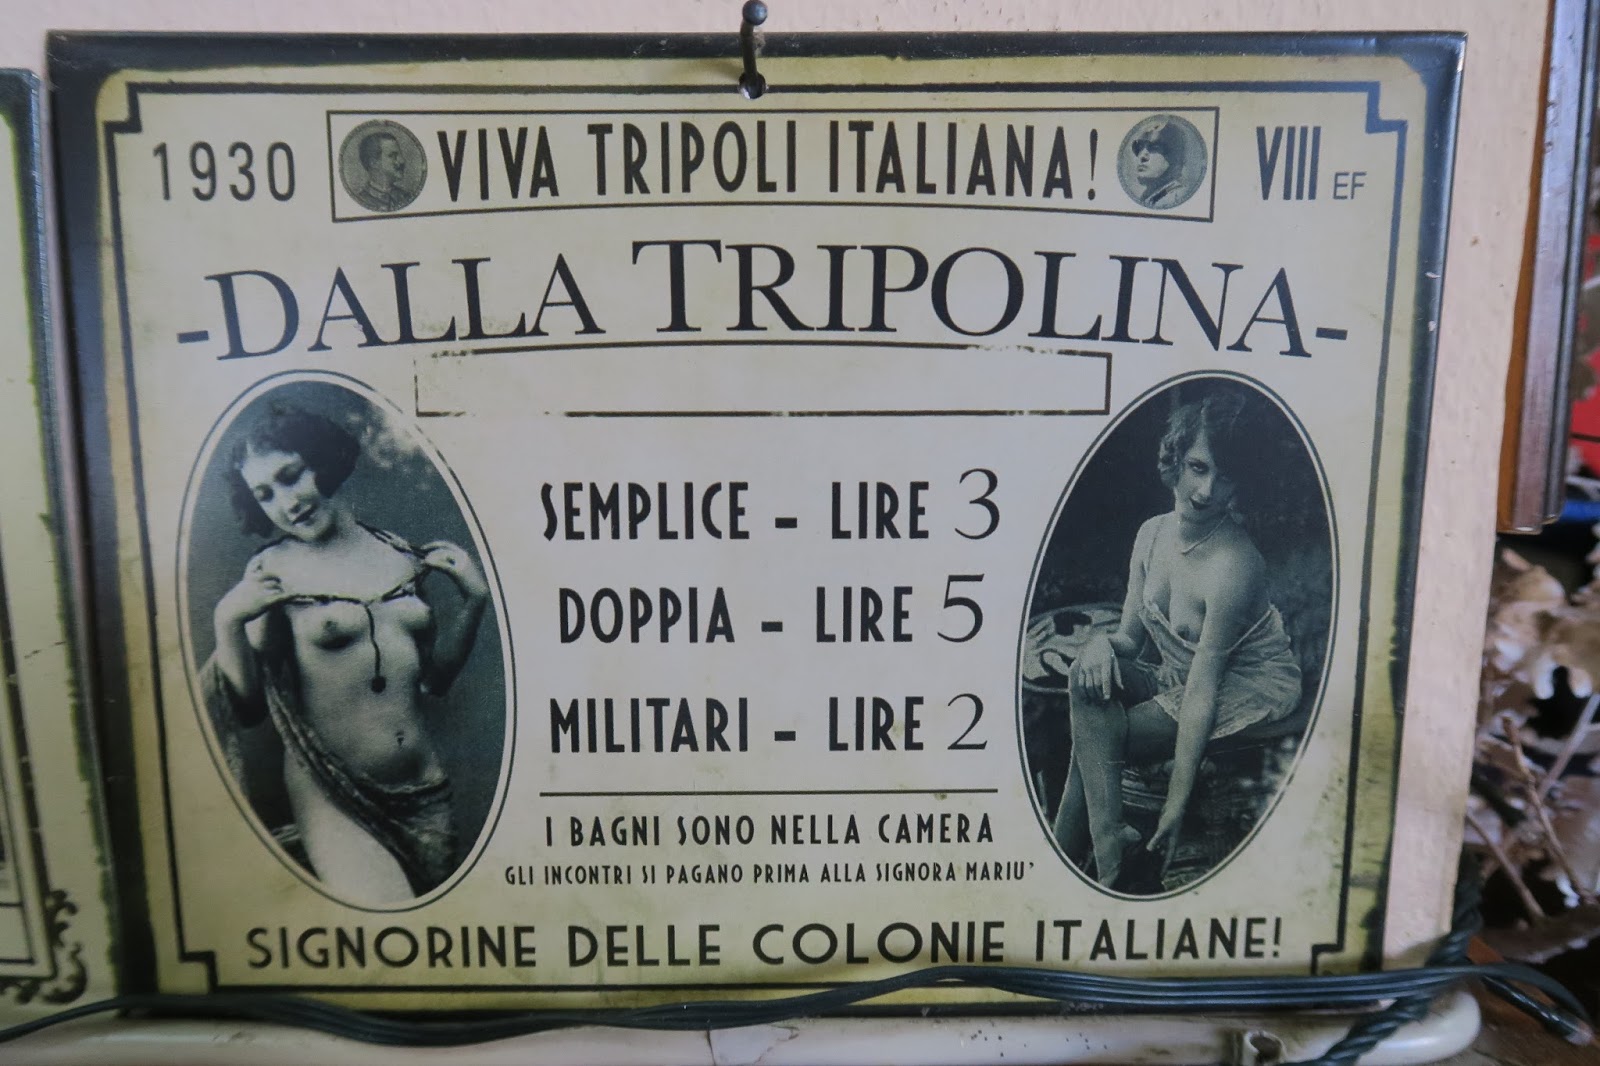 1930 VIVA TRIPOLI ITALIANA! VIII EF
-DALLA TRIPOLINA-
SEMPLICE - LIRE 3
DOPPIA - LIRE 5
MILITARI - LIRE 2
I BAGNI SONO NELLA CAMERA
GLI INCONTRI SI PAGANO PRIMA ALLA SIGNORA MARIU'
SIGNORINE DELLE COLONIE ITALIANE!